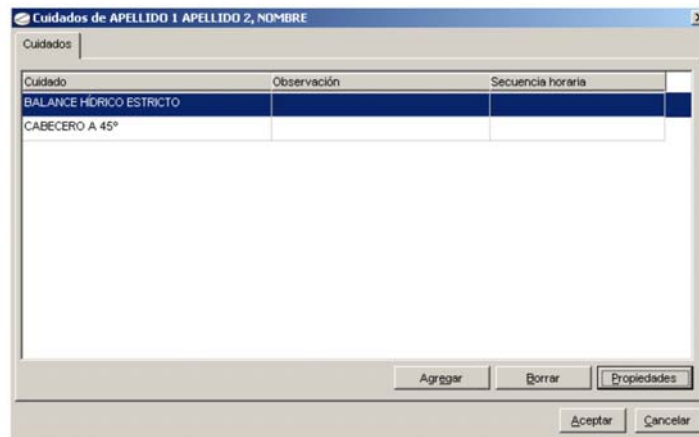 Cuidados de APELLIDO 1 APELLIDO 2, NOMBRE
Cuidados
Cuidado Observación Secuencia horaria
BALANCE HÍDRICO ESTRICTO
CABECERO A 45º
Agregar Borrar Propiedades
Aceptar Cancelar